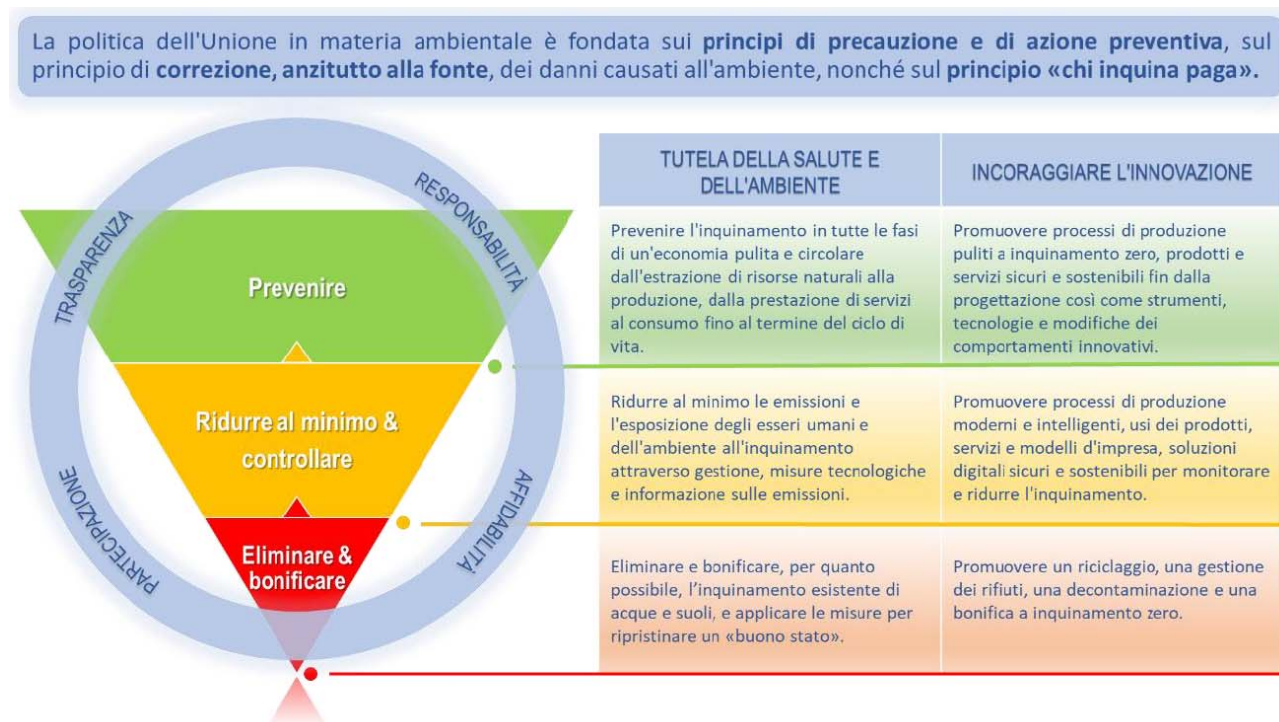 La politica dell'Unione in materia ambientale è fondata sui principi di precauzione e di azione preventiva, sul
principio di correzione, anzitutto alla fonte, dei danni causati all'ambiente, nonché sul principio «chi inquina paga».
TRASPARENZA
RESPONSABILITÀ
PARTECIPAZIONE
AFFIDABILITÀ
Prevenire
Ridurre al minimo &
controllare
Eliminare &
bonificare
TUTELA DELLA SALUTE E
DELL'AMBIENTE
INCORAGGIARE L'INNOVAZIONE
Prevenire l'inquinamento in tutte le fasi
di un'economia pulita e circolare
dall'estrazione di risorse naturali alla
produzione, dalla prestazione di servizi
al consumo fino al termine del ciclo di
vita.
Promuovere processi di produzione
puliti a inquinamento zero, prodotti e
servizi sicuri e sostenibili fin dalla
progettazione così come strumenti,
tecnologie e modifiche dei
comportamenti innovativi.
Ridurre al minimo le emissioni e
l'esposizione degli esseri umani e
dell'ambiente all'inquinamento
attraverso gestione, misure tecnologiche
e informazione sulle emissioni.
Promuovere processi di produzione
moderni e intelligenti, usi dei prodotti,
servizi e modelli d'impresa, soluzioni
digitali sicuri e sostenibili per monitorare
e ridurre l'inquinamento.
Eliminare e bonificare, per quanto
possibile, l'inquinamento esistente di
acque e suoli, e applicare le misure per
ripristinare un «buono stato».
Promuovere un riciclaggio, una gestione
dei rifiuti, una decontaminazione e una
bonifica a inquinamento zero.